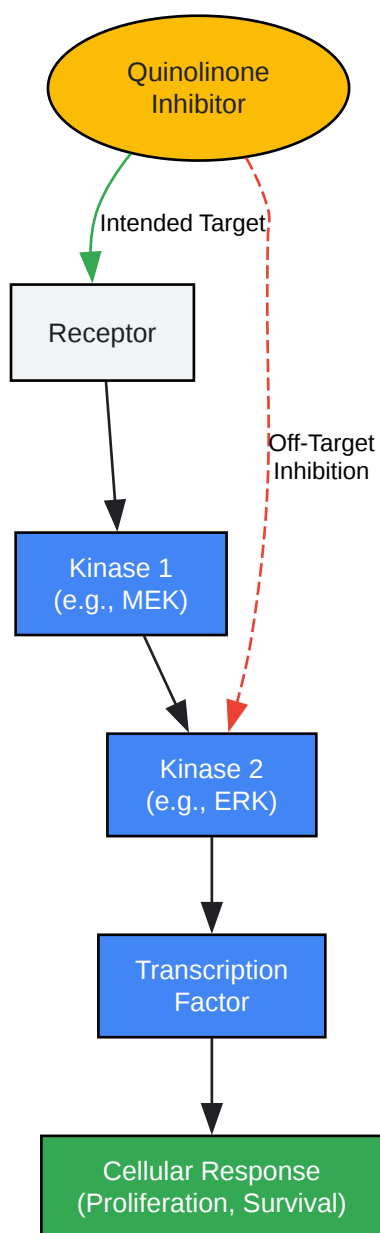 Quinolinone
Inhibitor
Intended Target
Receptor
Off-Target
Inhibition
Kinase 1
(e.g., MEK)
Kinase 2
(e.g., ERK)
Transcription
Factor
Cellular Response
(Proliferation, Survival)